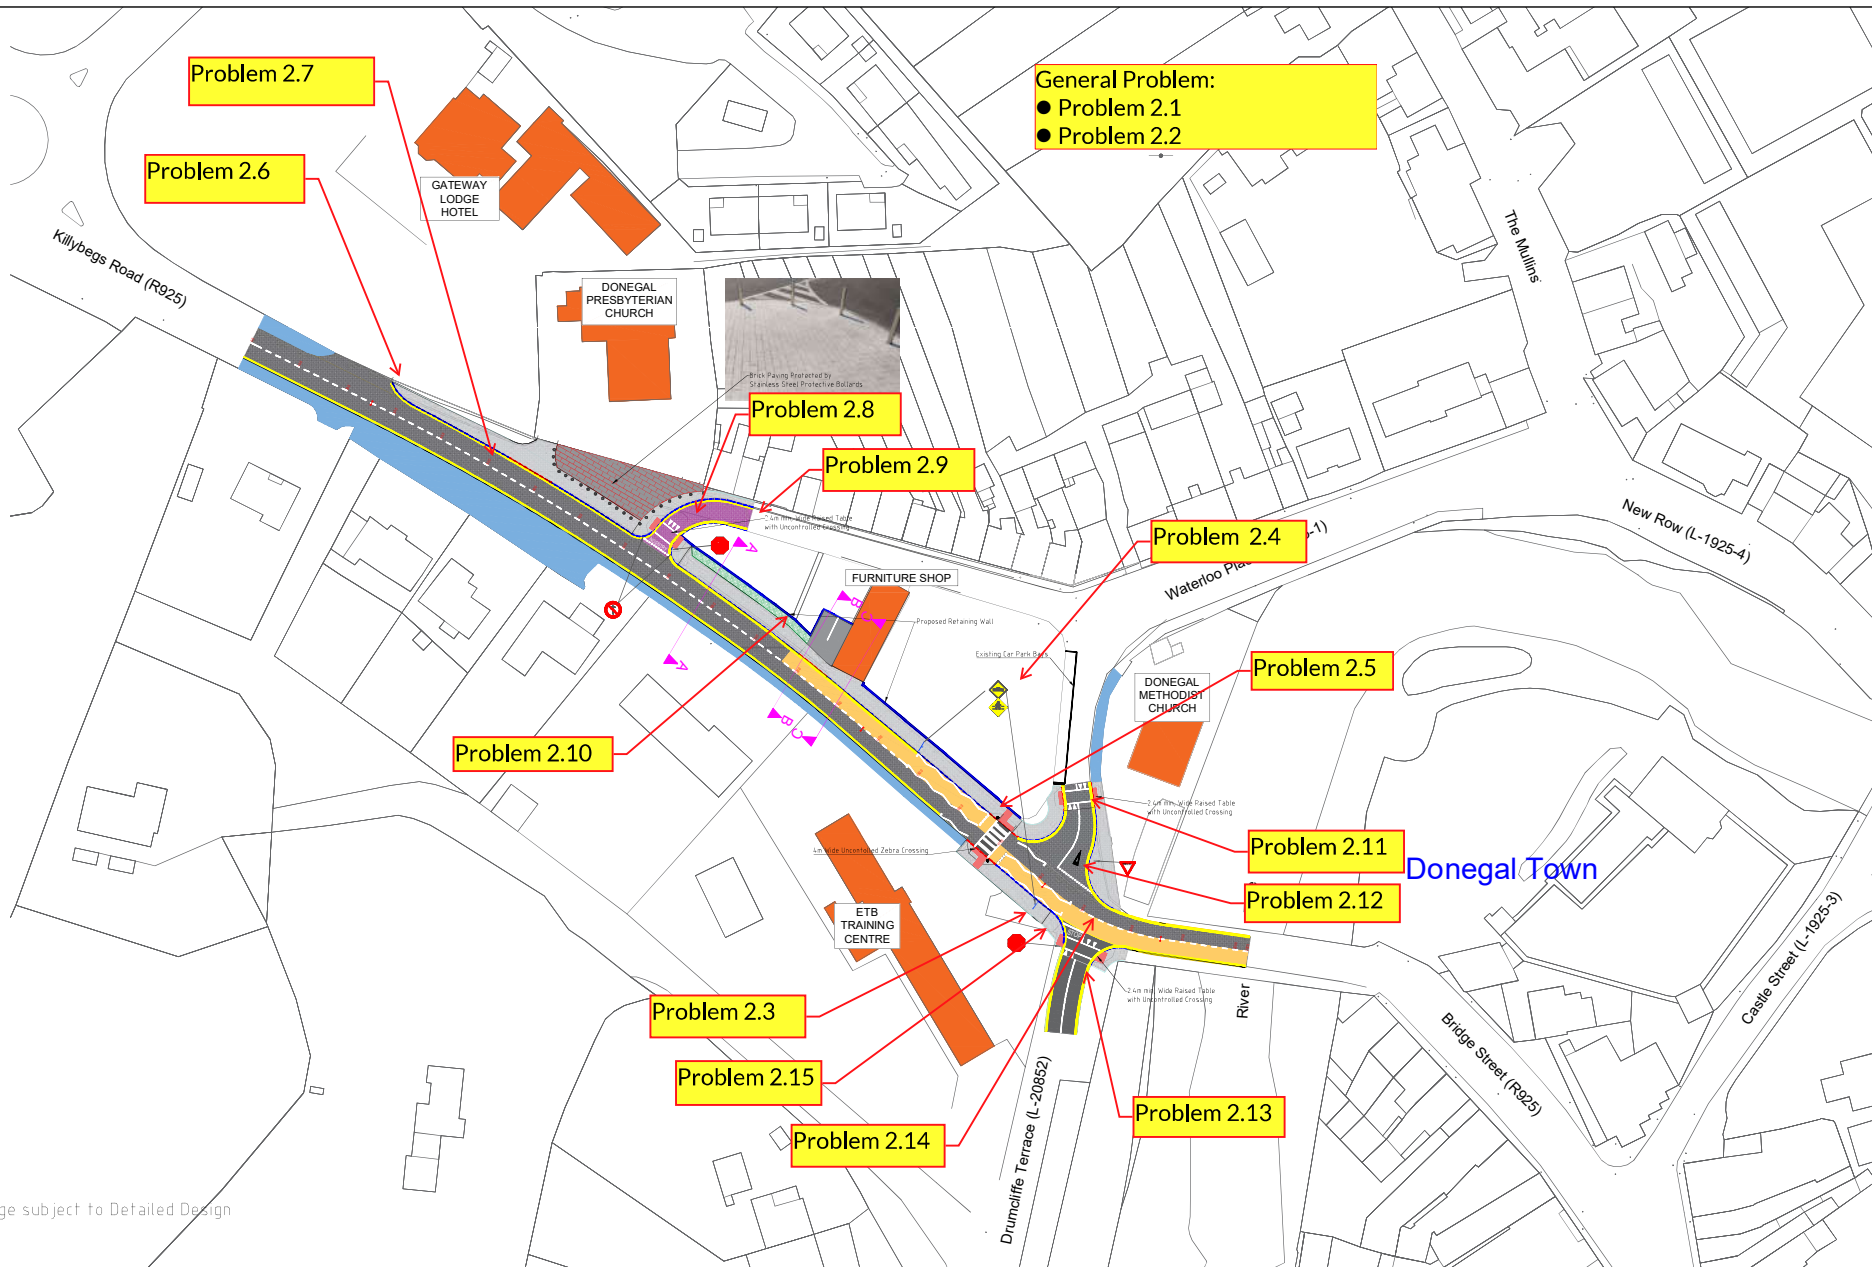 Problem 2.7
General Problem:
● Problem 2.1
● Problem 2.2
Problem 2.6
GATEWAY
LODGE
HOTEL
Killybegs Road (R925)
The Mullins
DONEGAL
PRESBYTERIAN
CHURCH
Brick Paving Protected by
Stainless Steel Protective Bollards
Problem 2.8
Problem 2.9
2.4m min. Wide Raised Table
with Uncontrolled Crossing
New Row (L-1925-4)
Problem 2.4
Waterloo Pla
-1)
A
FURNITURE SHOP
B
C
Proposed Retaining Wall
Existing Car Park Bays
A
Problem 2.5
DONEGAL
METHODIST
CHURCH
B
C
Problem 2.10
2.4m min. Wide Raised Table
with Uncontrolled Crossing
4m Wide Uncontolled Zebra Crossing
Problem 2.11
Donegal Town
Problem 2.12
ETB
TRAINING
CENTRE
STOP
Castle Street (L-1925-3)
2.4m min. Wide Raised Table
with Uncontrolled Crossing
River
Problem 2.3
Bridge Street (R925)
Problem 2.15
Drumcliffe Terrace (L-20852)
Problem 2.13
Problem 2.14
ge subject to Detailed Design